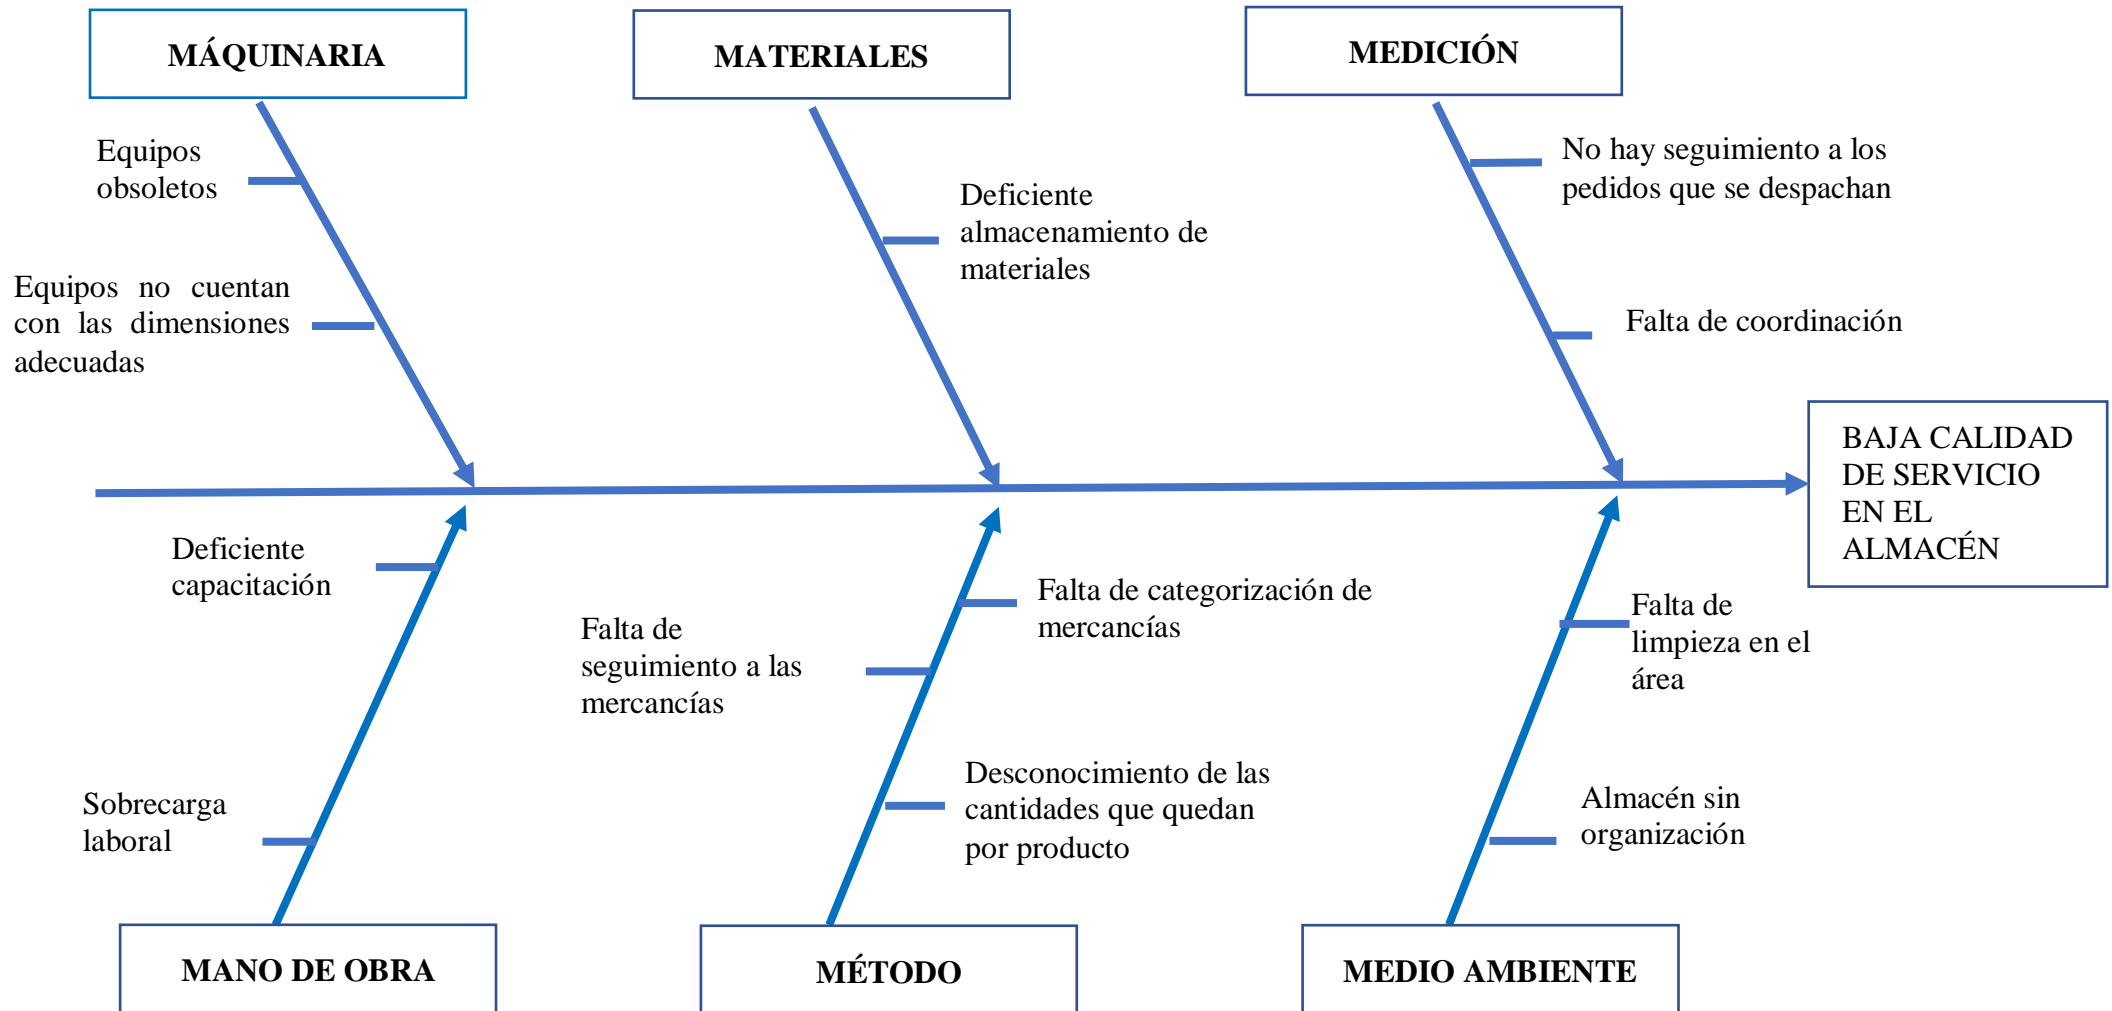 MÁQUINARIA
MATERIALES
MEDICIÓN
Equipos
obsoletos
Equipos no cuentan
con las dimensiones
adecuadas
Deficiente
almacenamiento de
materiales
No hay seguimiento a los
pedidos que se despachan
Falta de coordinación
BAJA CALIDAD
DE SERVICIO
EN EL
ALMACÉN
Deficiente
capacitación
Sobrecarga
laboral
Falta de
seguimiento a las
mercancías
Falta de categorización de
mercancías
Desconocimiento de las
cantidades que quedan
por producto
Falta de
limpieza en el
área
Almacén sin
organización
MANO DE OBRA
MÉTODO
MEDIO AMBIENTE